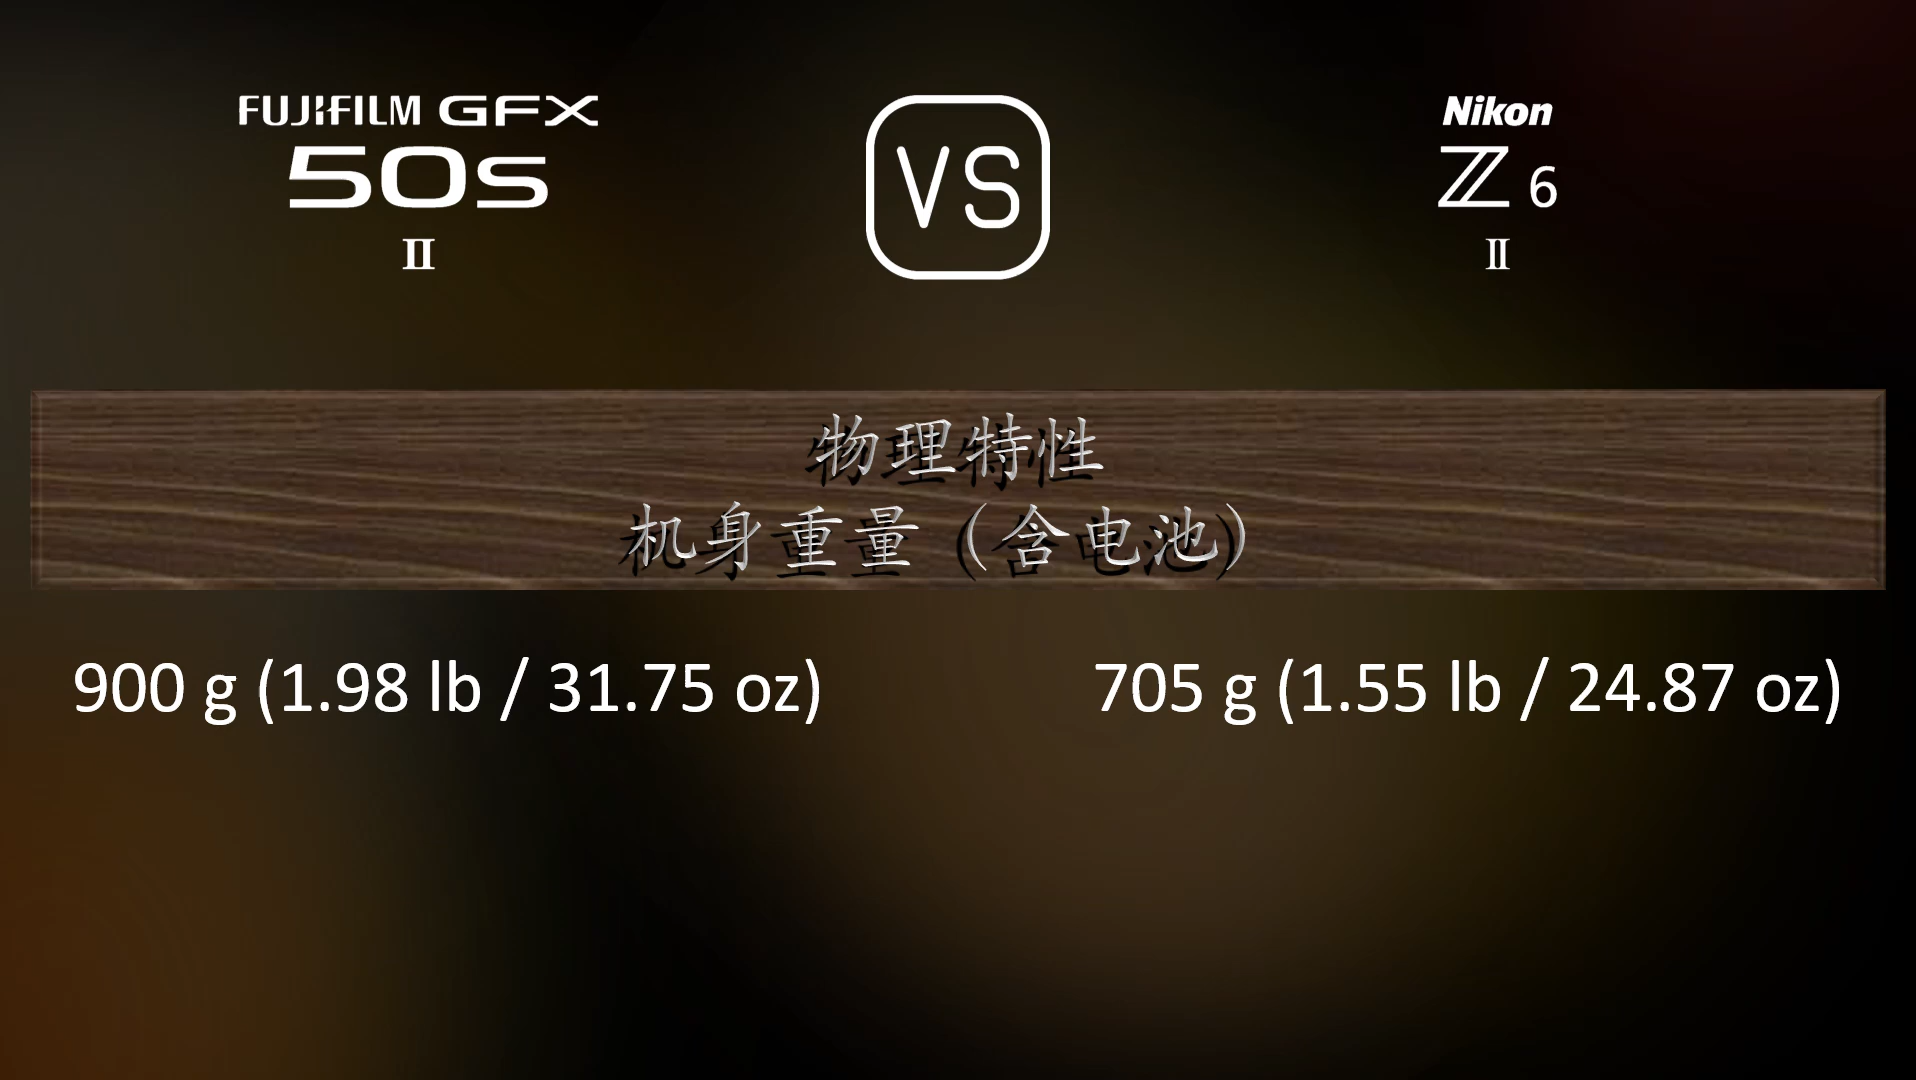 FUJIFILM GFX
50S
II
VS
Nikon
Z 6
II
物理特性
机身重量（含电池）
900 g (1.98 lb / 31.75 oz)
705 g (1.55 lb / 24.87 oz)